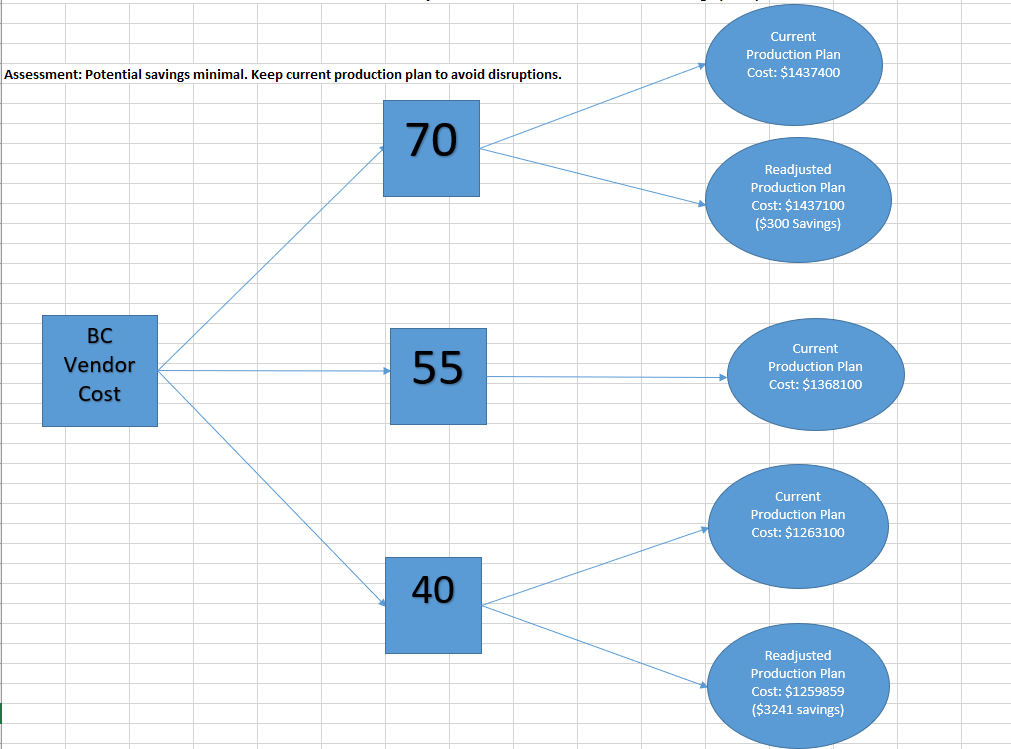 Assessment: Potential savings minimal. Keep current production plan to avoid disruptions.
Current
Production Plan
Cost: $1437400
70
Readjusted
Production Plan
Cost: $1437100
($300 Savings)
BC
Vendor
Cost
55
Current
Production Plan
Cost: $1368100
Current
Production Plan
Cost: $1263100
40
Readjusted
Production Plan
Cost: $1259859
($3241 savings)